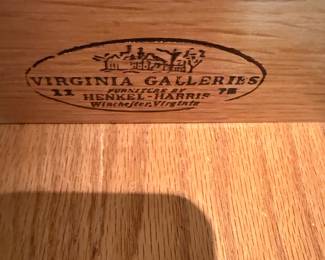 VIRGINIA GALLERIES
11 FURNITURE BY 78
HENKEL-HARRIS
Winchester, Virginia